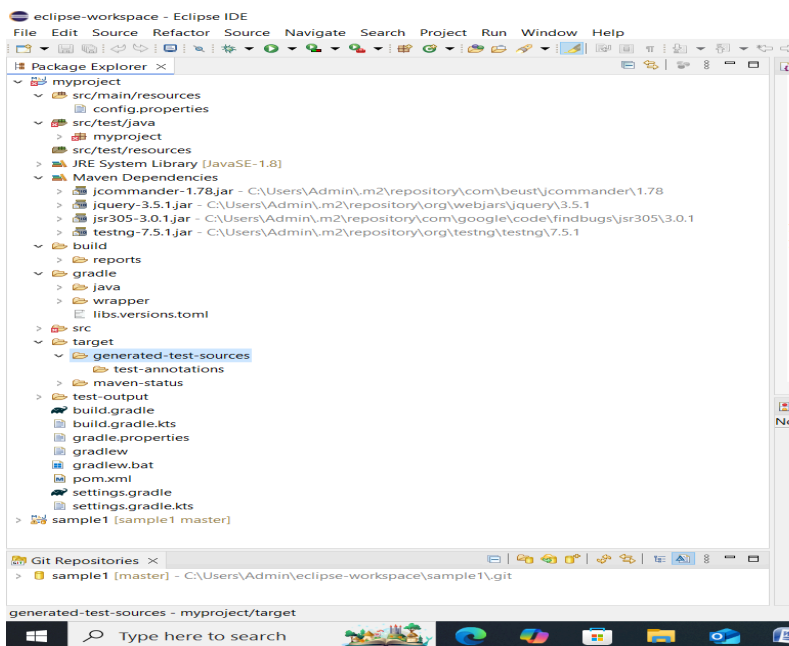 eclipse-workspace - Eclipse IDE
File Edit Source Refactor Source Navigate Search Project Run Window Help
Package Explorer
myproject
src/main/resources
config.properties
src/test/java
myproject
src/test/resources
JRE System Library [JavaSE-1.8]
Maven Dependencies
jcommander-1.78.jar - C:\Users\Admin\.m2\repository\com\beust\jcommander\1.78
jquery-3.5.1.jar - C:\Users\Admin\.m2\repository\org\webjars\jquery\3.5.1
jsr305-3.0.1.jar - C:\Users\Admin\.m2\repository\com\google\code\findbugs\jsr305\3.0.1
testng-7.5.1.jar - C:\Users\Admin\.m2\repository\org\testng\testng\7.5.1
build
reports
gradle
java
wrapper
libs.versions.toml
src
target
generated-test-sources
test-annotations
maven-status
test-output
build.gradle
build.gradle.kts
gradle.properties
gradlew
gradlew.bat
pom.xml
settings.gradle
settings.gradle.kts
sample1 [sample1 master]
Git Repositories
sample1 [master] - C:\Users\Admin\eclipse-workspace\sample1\.git
generated-test-sources - myproject/target
Type here to search